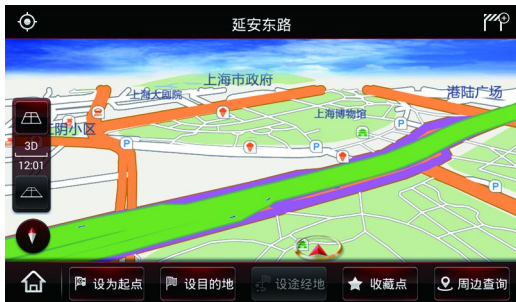 延安东路
上海市政府
上海大剧院
港陆广场
上海博物馆
阴小区
3D
12:01
P
P
P
P
设为起点
设目的地
设途经地
收藏点
周边查询